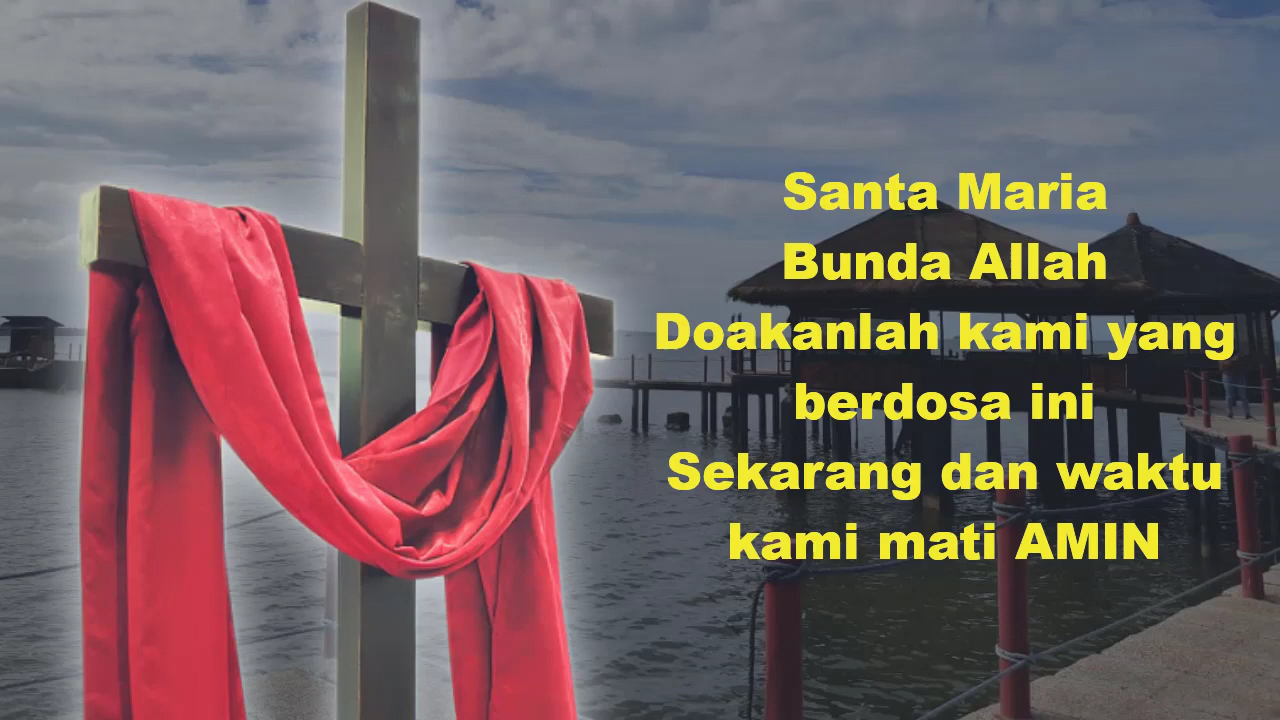 Santa Maria
Bunda Allah
Doakanlah kami yang
berdosa ini
Sekarang dan waktu
kami mati AMIN